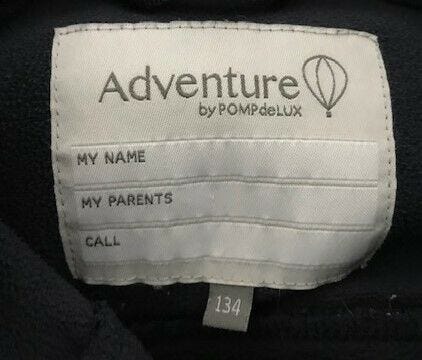 Adventure
by POMPdeLUX
MY NAME
MY PARENTS
CALL
134